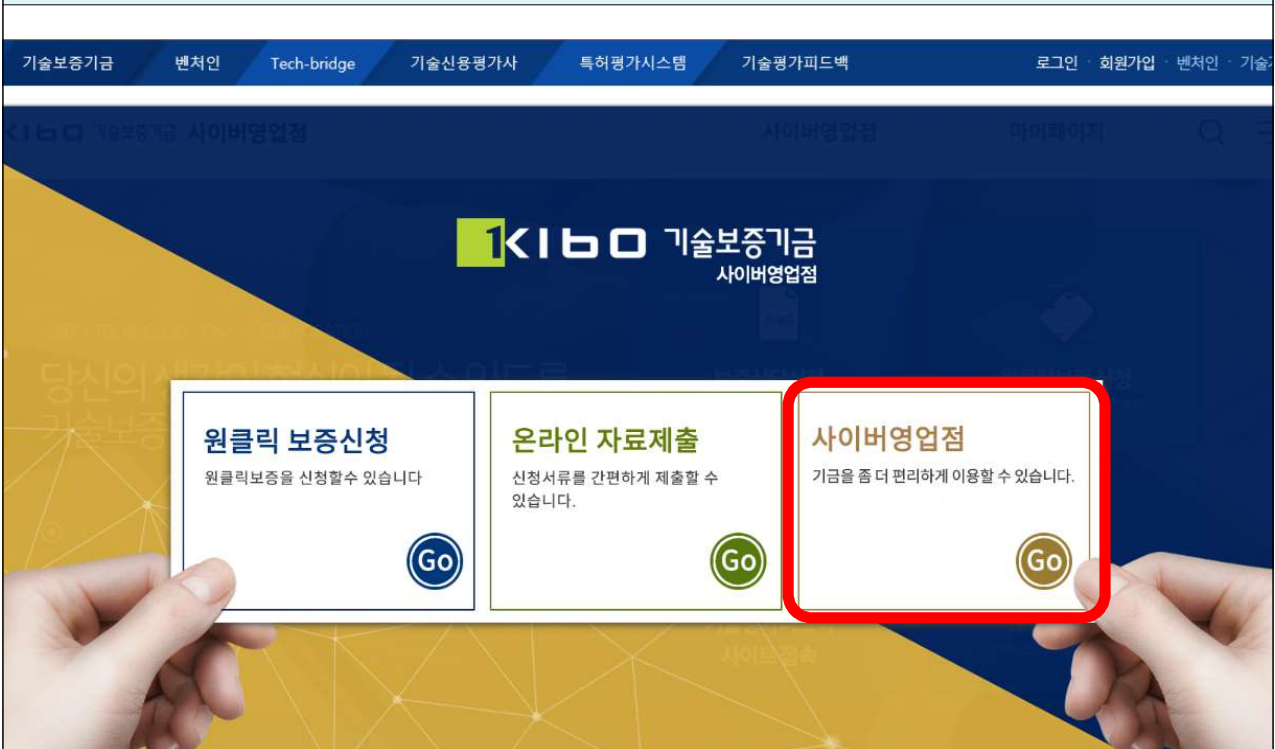 기술보증기금 벤처인 Tech-bridge 기술신용평가사 특허평가시스템 기술평가피드백 로그인 · 회원가입 · 벤처인 ·
KIBO 기술보증기금 사이버영업점 사이버영업점 마이페이지
1KIBO 기술보증기금
사이버영업점
원클릭 보증신청
원클릭보증을 신청할수 있습니다
Go
온라인 자료제출
신청서류를 간편하게 제출할 수
있습니다.
Go
사이버영업점
기금을 좀 더 편리하게 이용할 수 있습니다.
Go
사이트접속